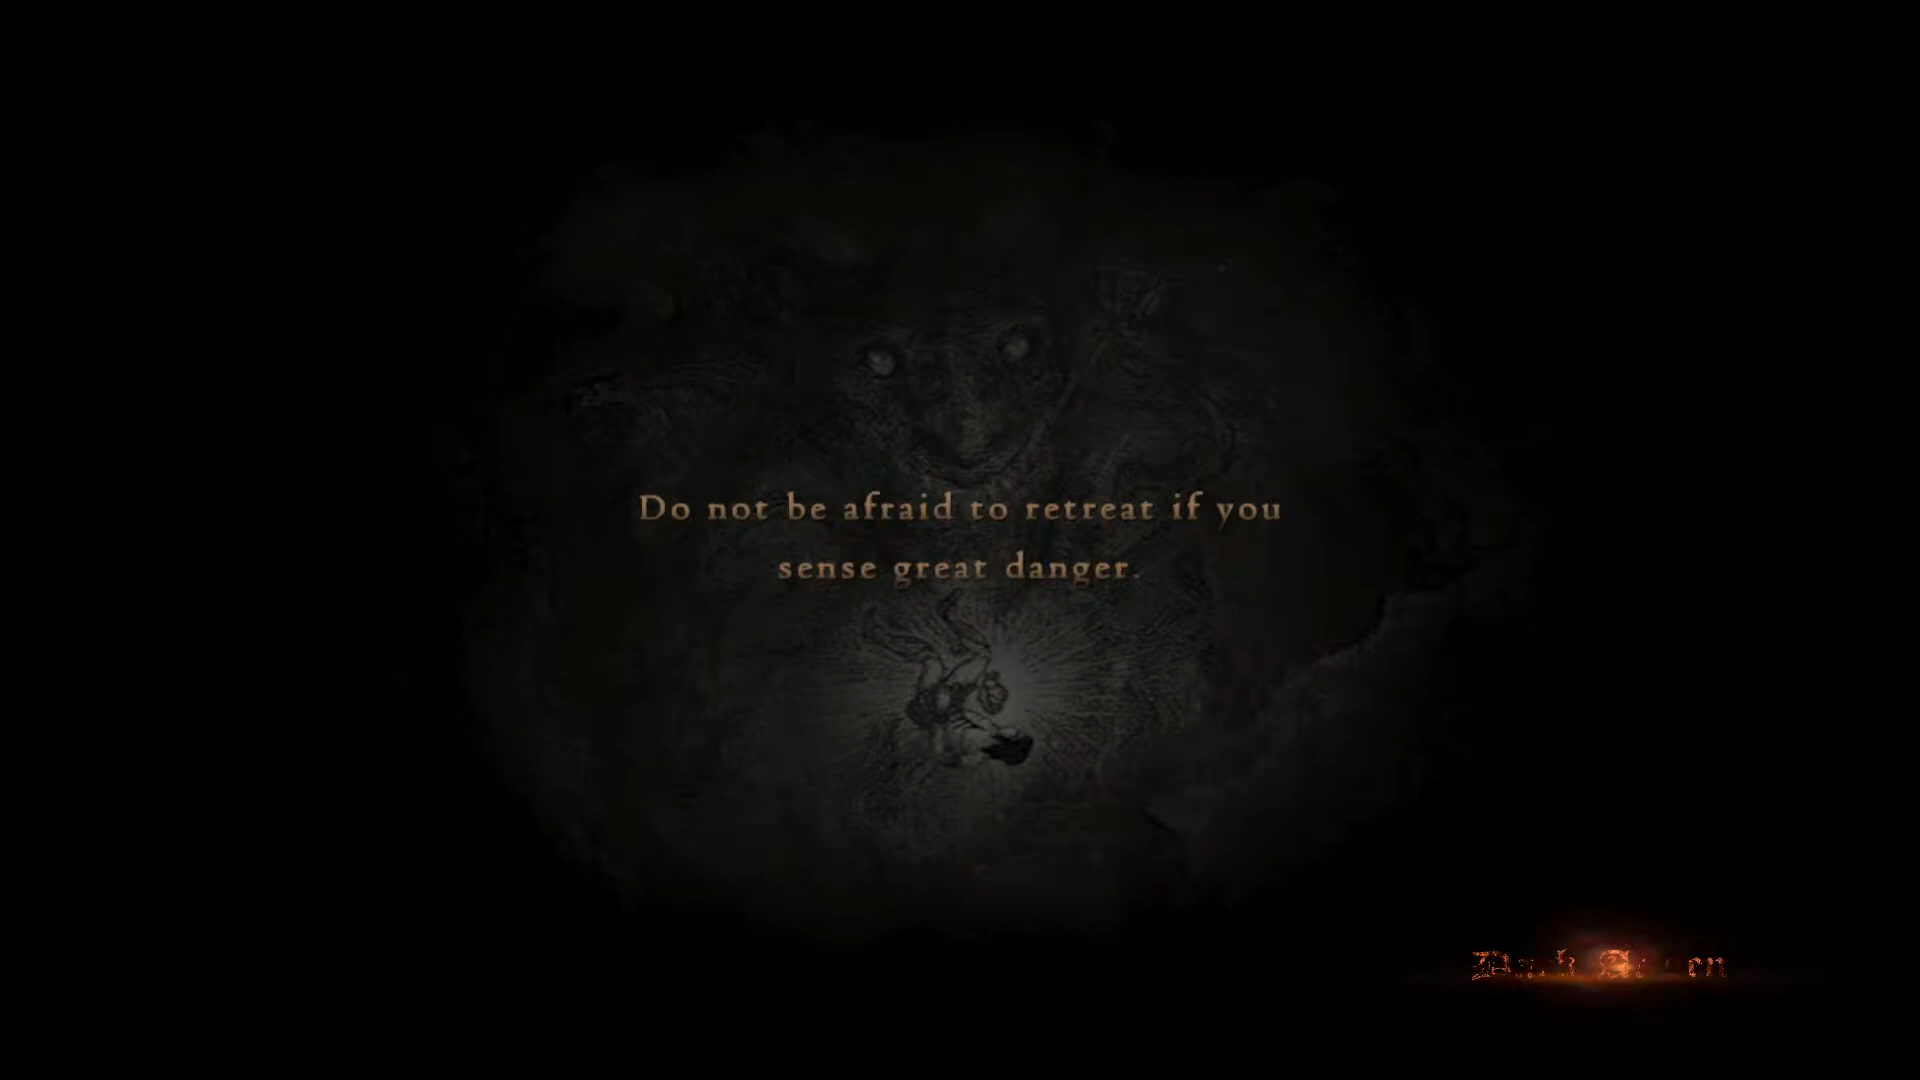 Do not be afraid to retreat if you
sense great danger.